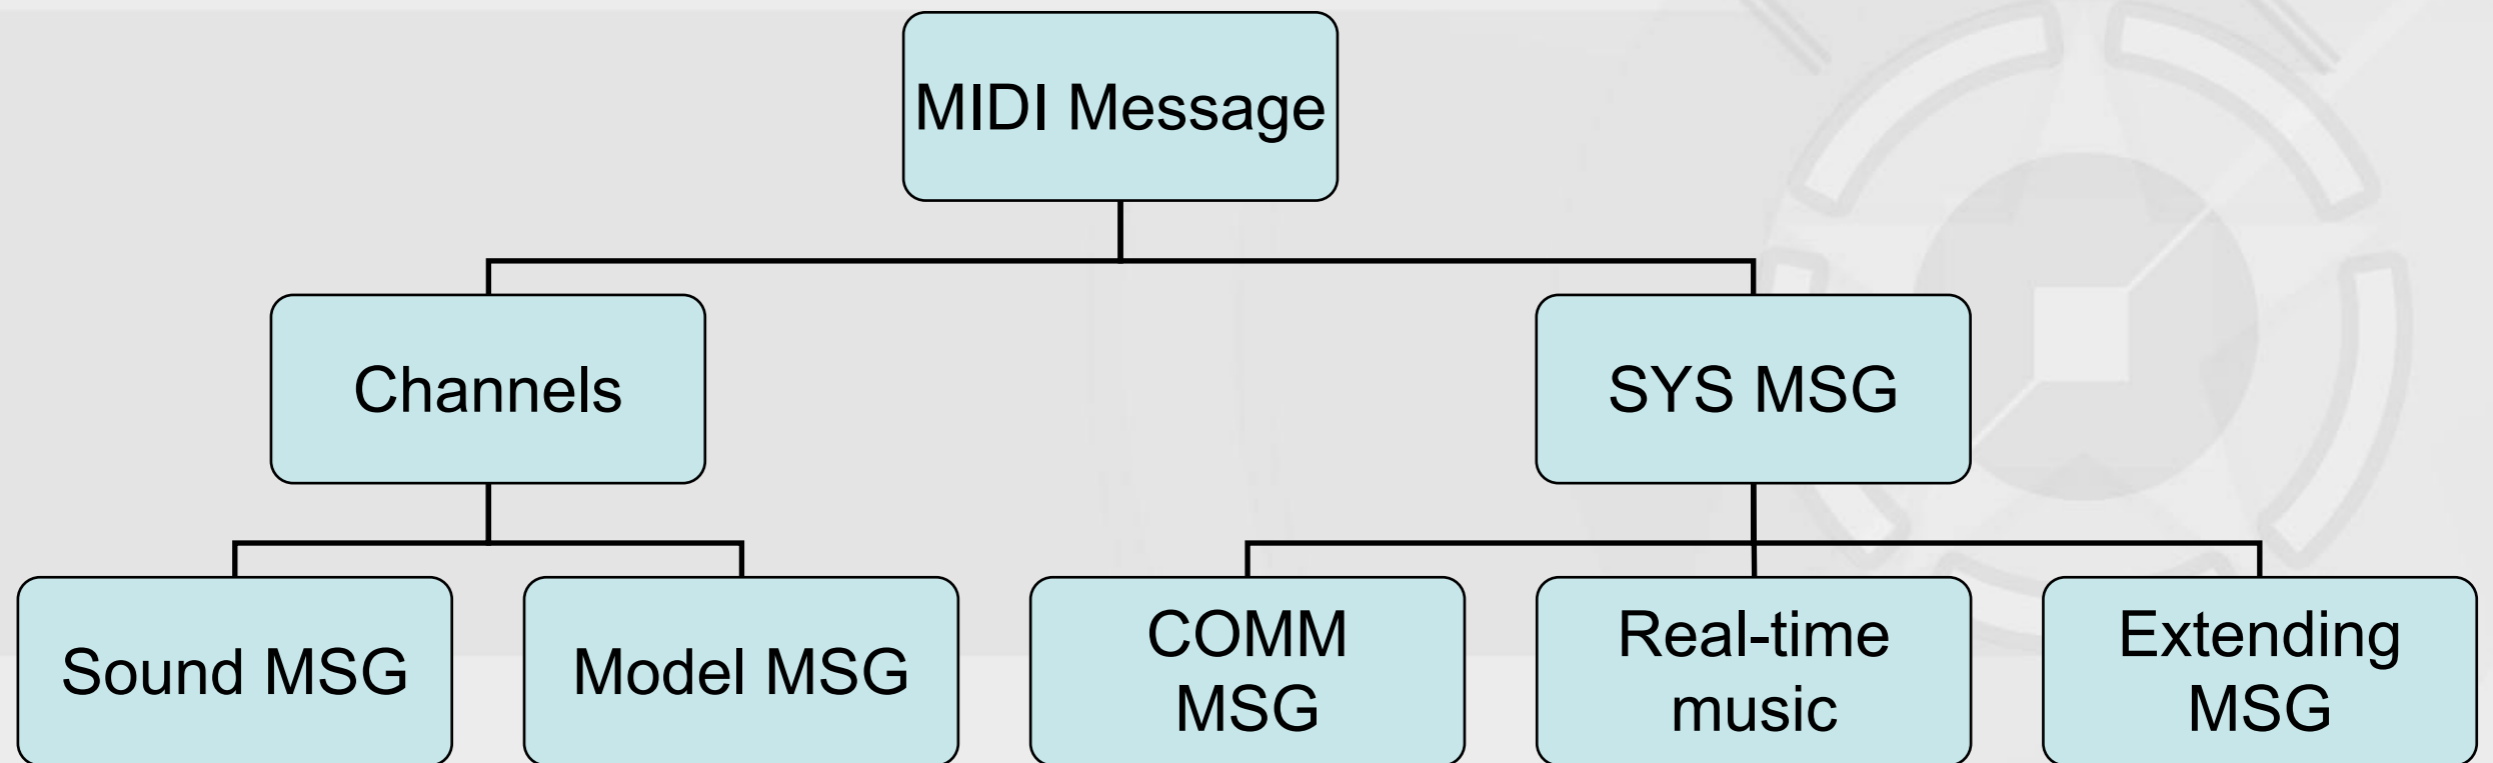 MIDI Message
Channels
SYS MSG
Sound MSG
Model MSG
COMM
MSG
Real-time
music
Extending
MSG